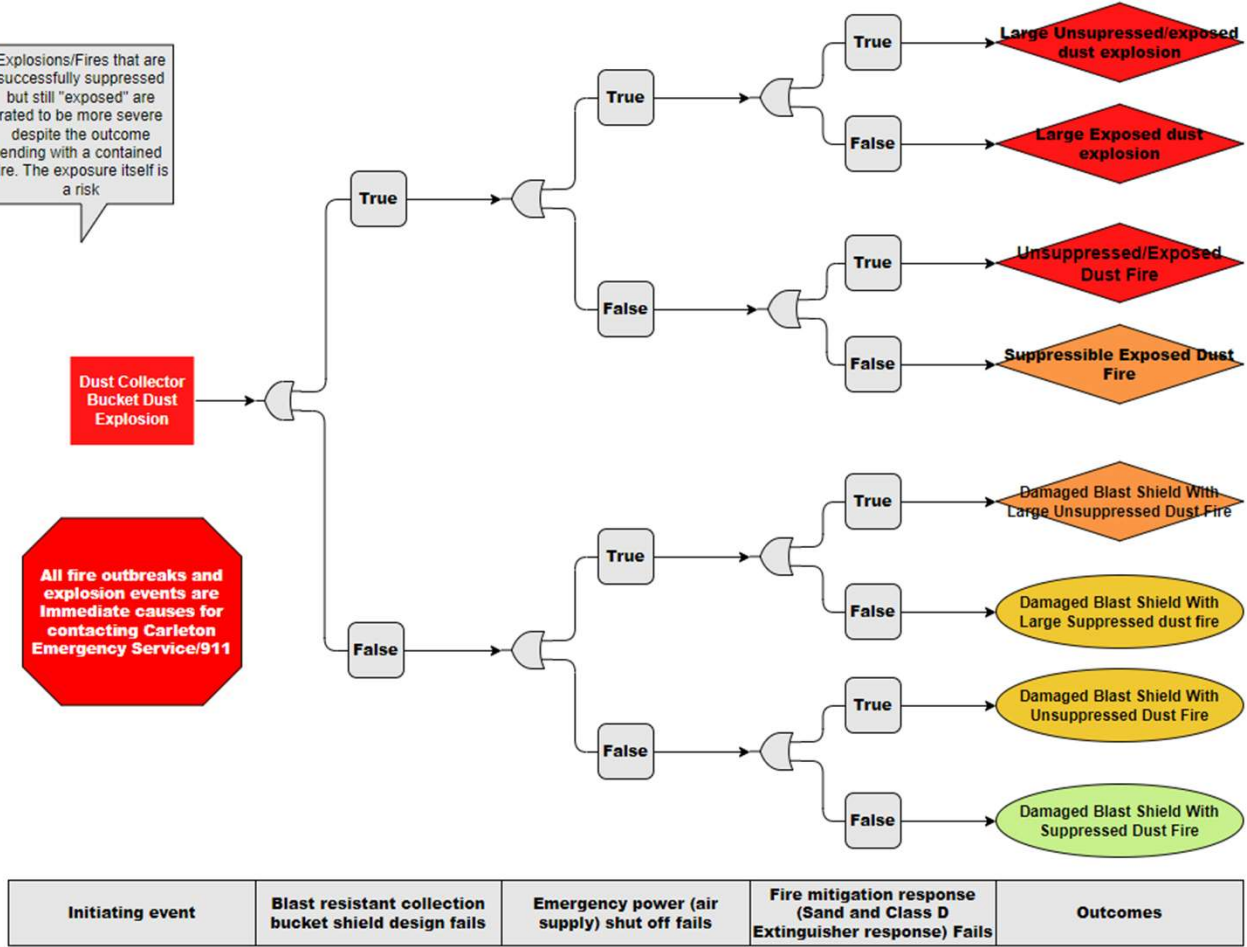 Explosions/Fires that are
successfully suppressed
but still "exposed" are
rated to be more severe
despite the outcome
ending with a contained
fire. The exposure itself is
a risk
Dust Collector
Bucket Dust
Explosion
All fire outbreaks and
explosion events are
Immediate causes for
contacting Carleton
Emergency Service/911
True
False
True
False
True
False
True
False
True
False
True
False
True
False
Large Unsupressed/exposed
dust explosion
Large Exposed dust
explosion
Unsuppressed/Exposed
Dust Fire
Suppressible Exposed Dust
Fire
Damaged Blast Shield With
Large Unsuppressed Dust Fire
Damaged Blast Shield With
Large Suppressed dust fire
Damaged Blast Shield With
Unsuppressed Dust Fire
Damaged Blast Shield With
Suppressed Dust Fire
Initiating event
Blast resistant collection
bucket shield design fails
Emergency power (air
supply) shut off fails
Fire mitigation response
(Sand and Class D
Extinguisher response) Fails
Outcomes